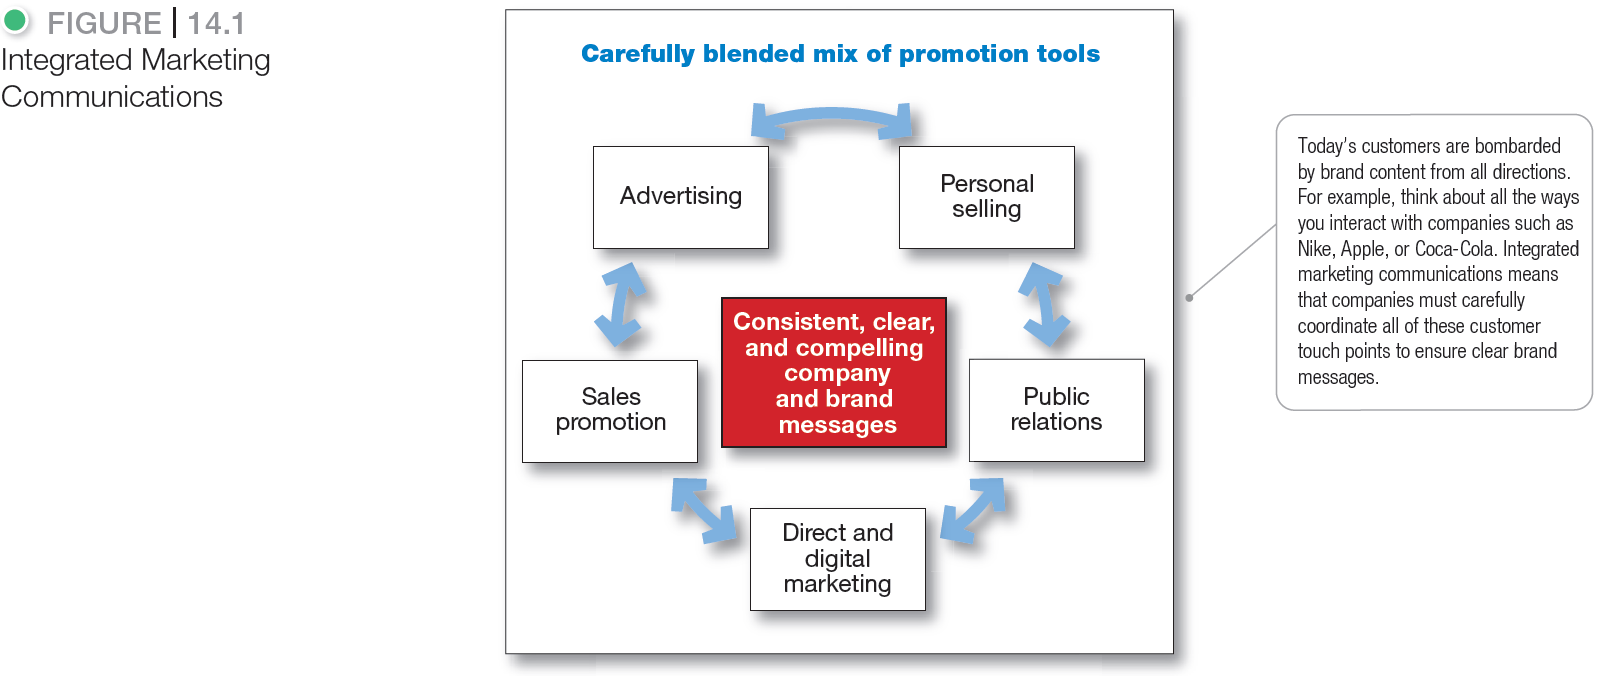 FIGURE | 14.1
Integrated Marketing
Communications
Carefully blended mix of promotion tools
Advertising
Personal
selling
Consistent, clear,
and compelling
company
and brand
messages
Sales
promotion
Public
relations
Direct and
digital
marketing
Today's customers are bombarded
by brand content from all directions.
For example, think about all the ways
you interact with companies such as
Nike, Apple, or Coca-Cola. Integrated
marketing communications means
that companies must carefully
coordinate all of these customer
touch points to ensure clear brand
messages.